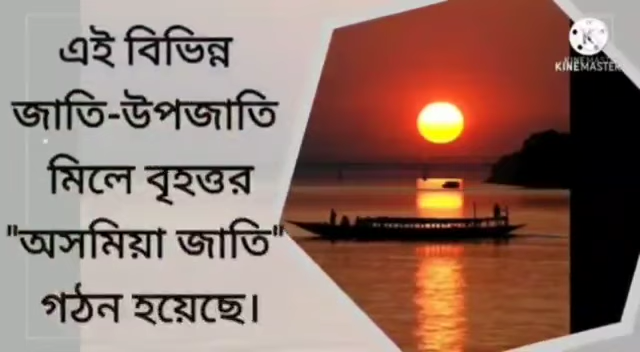 এই বিভিন্ন
জাতি-উপজাতি
মিলে বৃহত্তর
"অসমিয়া জাতি"
গঠন হয়েছে।
KINEMASTER